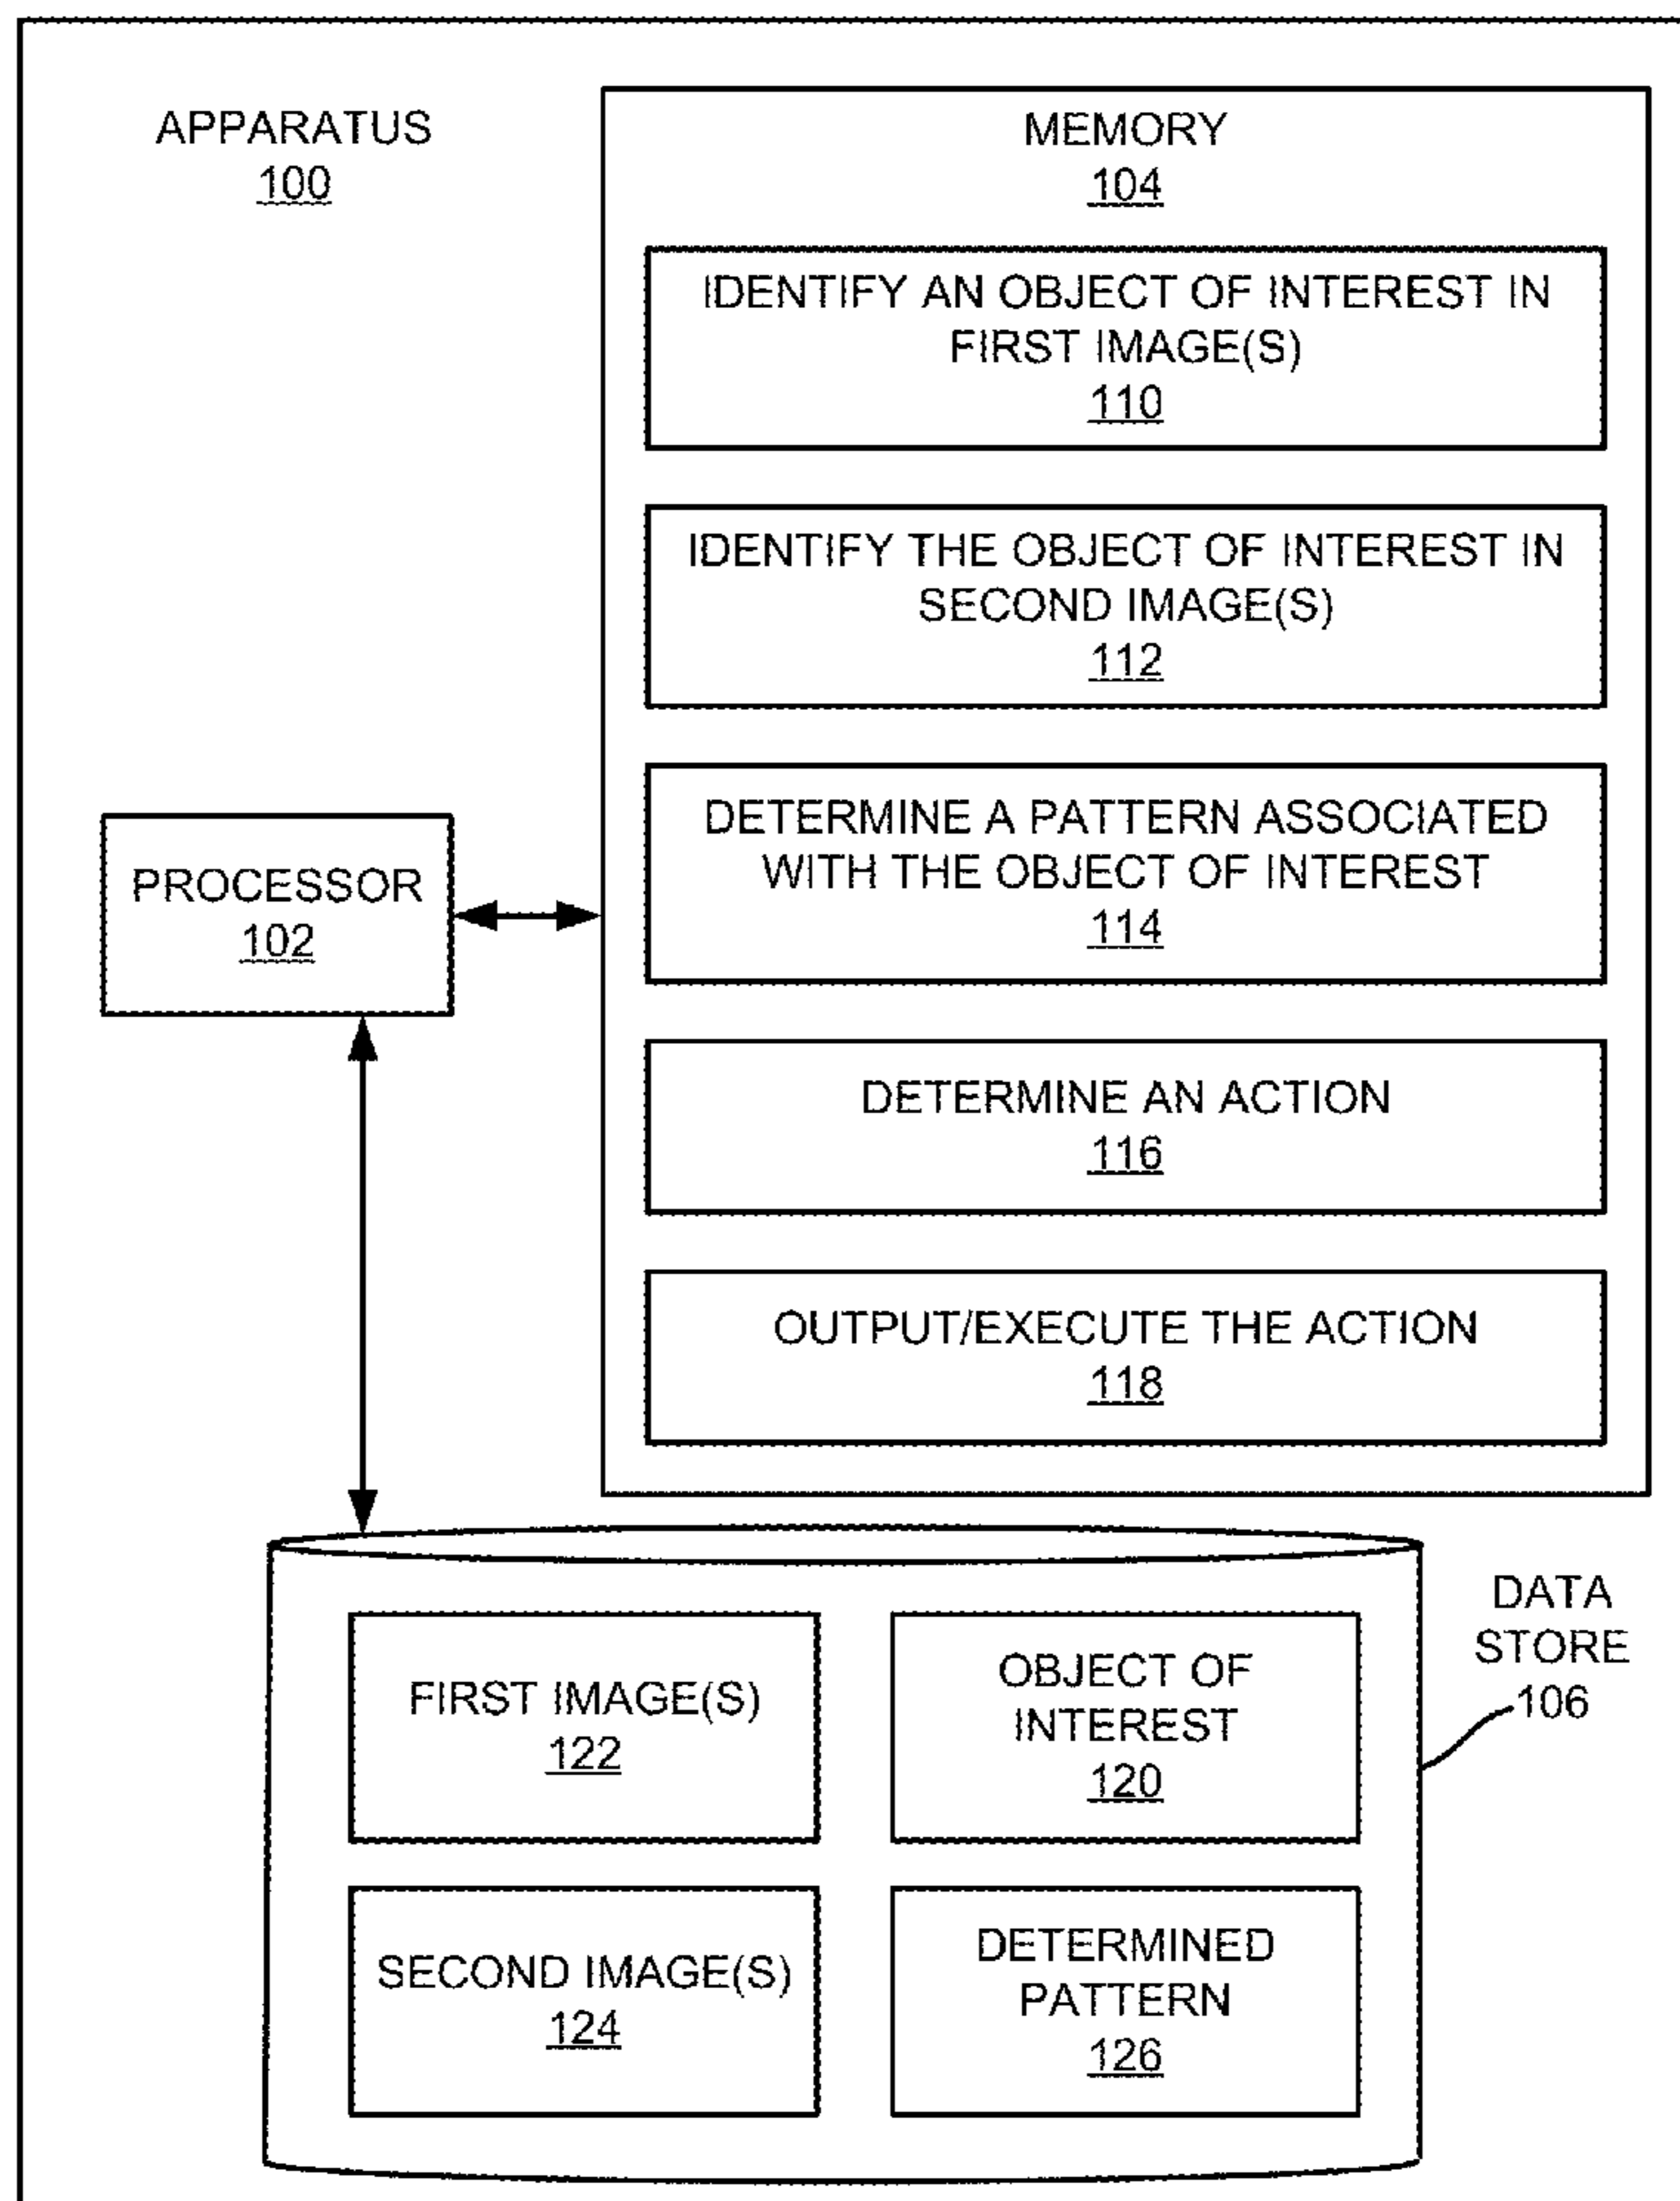 APPARATUS
100
MEMORY
104
IDENTIFY AN OBJECT OF INTEREST IN
FIRST IMAGE(S)
110
IDENTIFY THE OBJECT OF INTEREST IN
SECOND IMAGE(S)
112
DETERMINE A PATTERN ASSOCIATED
WITH THE OBJECT OF INTEREST
114
PROCESSOR
102
DETERMINE AN ACTION
116
OUTPUT/EXECUTE THE ACTION
118
DATA
STORE
106
FIRST IMAGE(S)
122
OBJECT OF
INTEREST
120
SECOND IMAGE(S)
124
DETERMINED
PATTERN
126